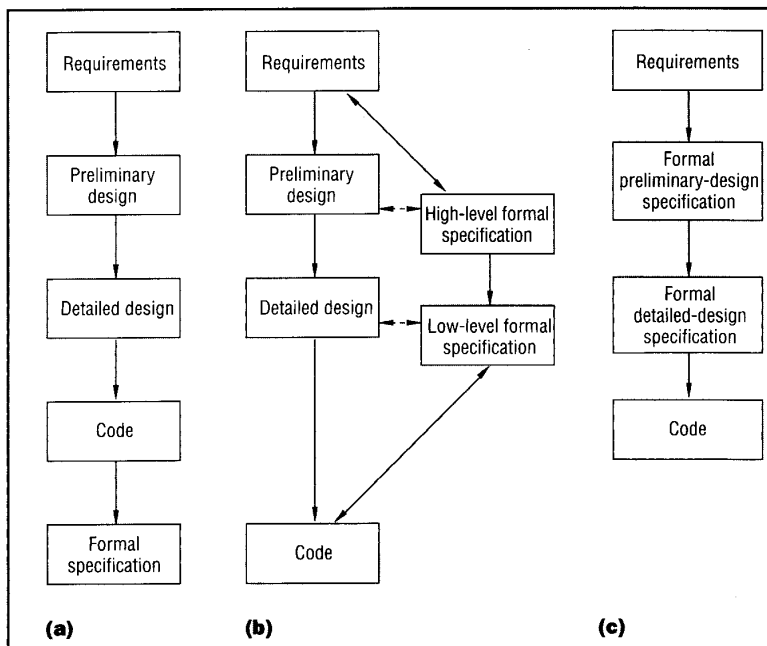 Requirements
Preliminary
design
Detailed design
Code
Formal
specification
(a)
Requirements
Preliminary
design
High-level formal
specification
Detailed design
Low-level formal
specification
Code
(b)
Requirements
Formal
preliminary-design
specification
Formal
detailed-design
specification
Code
(c)